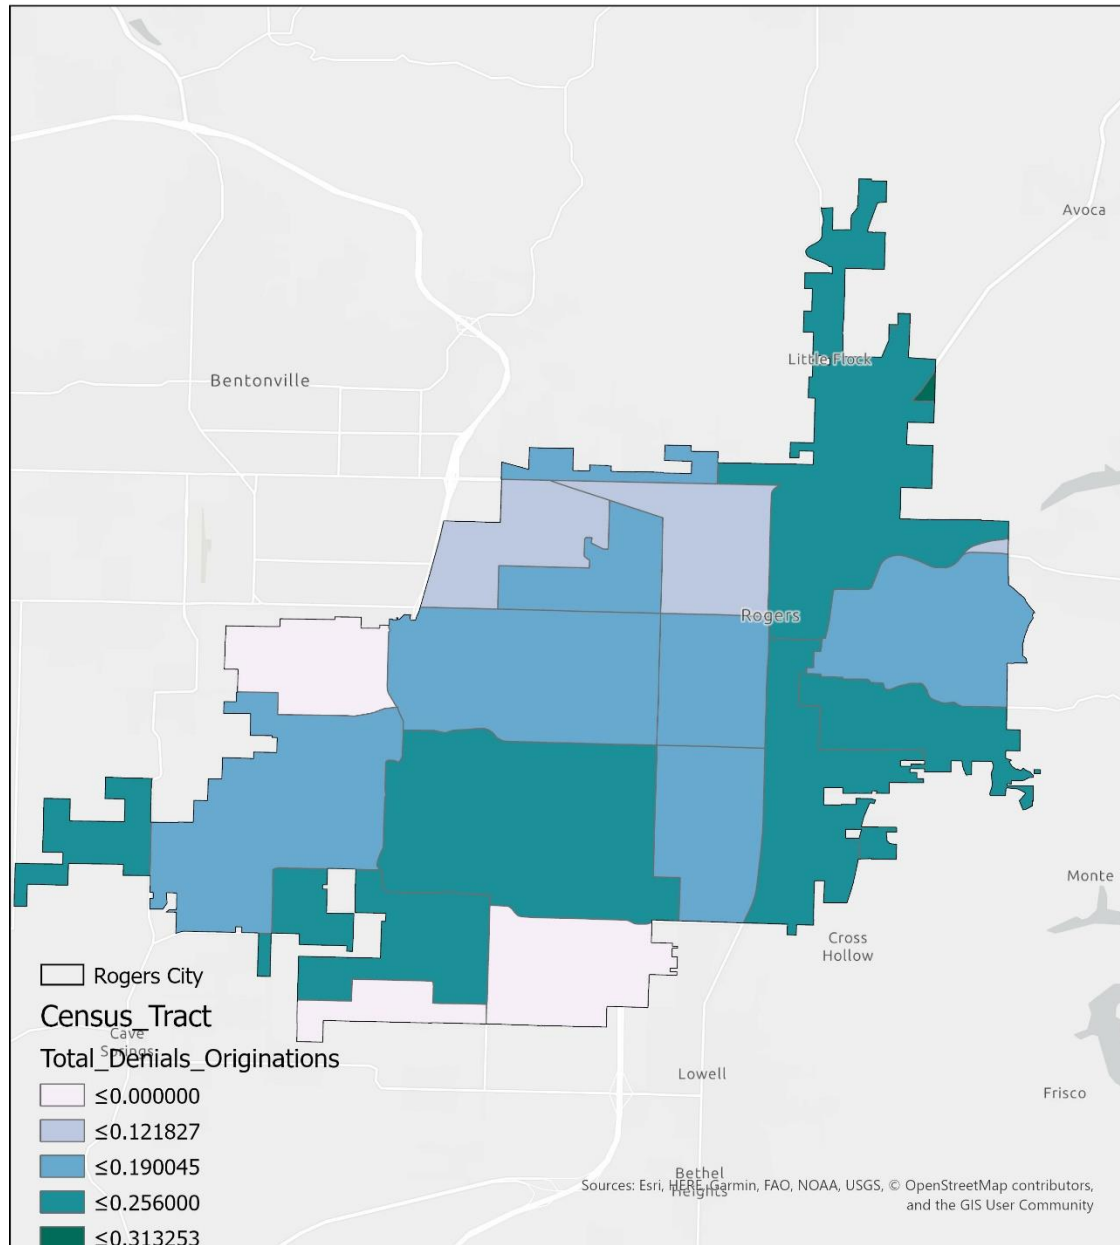 Avoca
Little Flock
Bentonville
Rogers
Monte
Cross
Hollow
Rogers City
Census_Tract
Cave
Springs
Total_Denials_Originations
≤0.000000
≤0.121827
≤0.190045
≤0.256000
≤0.313253
Lowell
Frisco
Bethel
Heights
Sources: Esri, HERE, Garmin, FAO, NOAA, USGS, © OpenStreetMap contributors,
and the GIS User Community